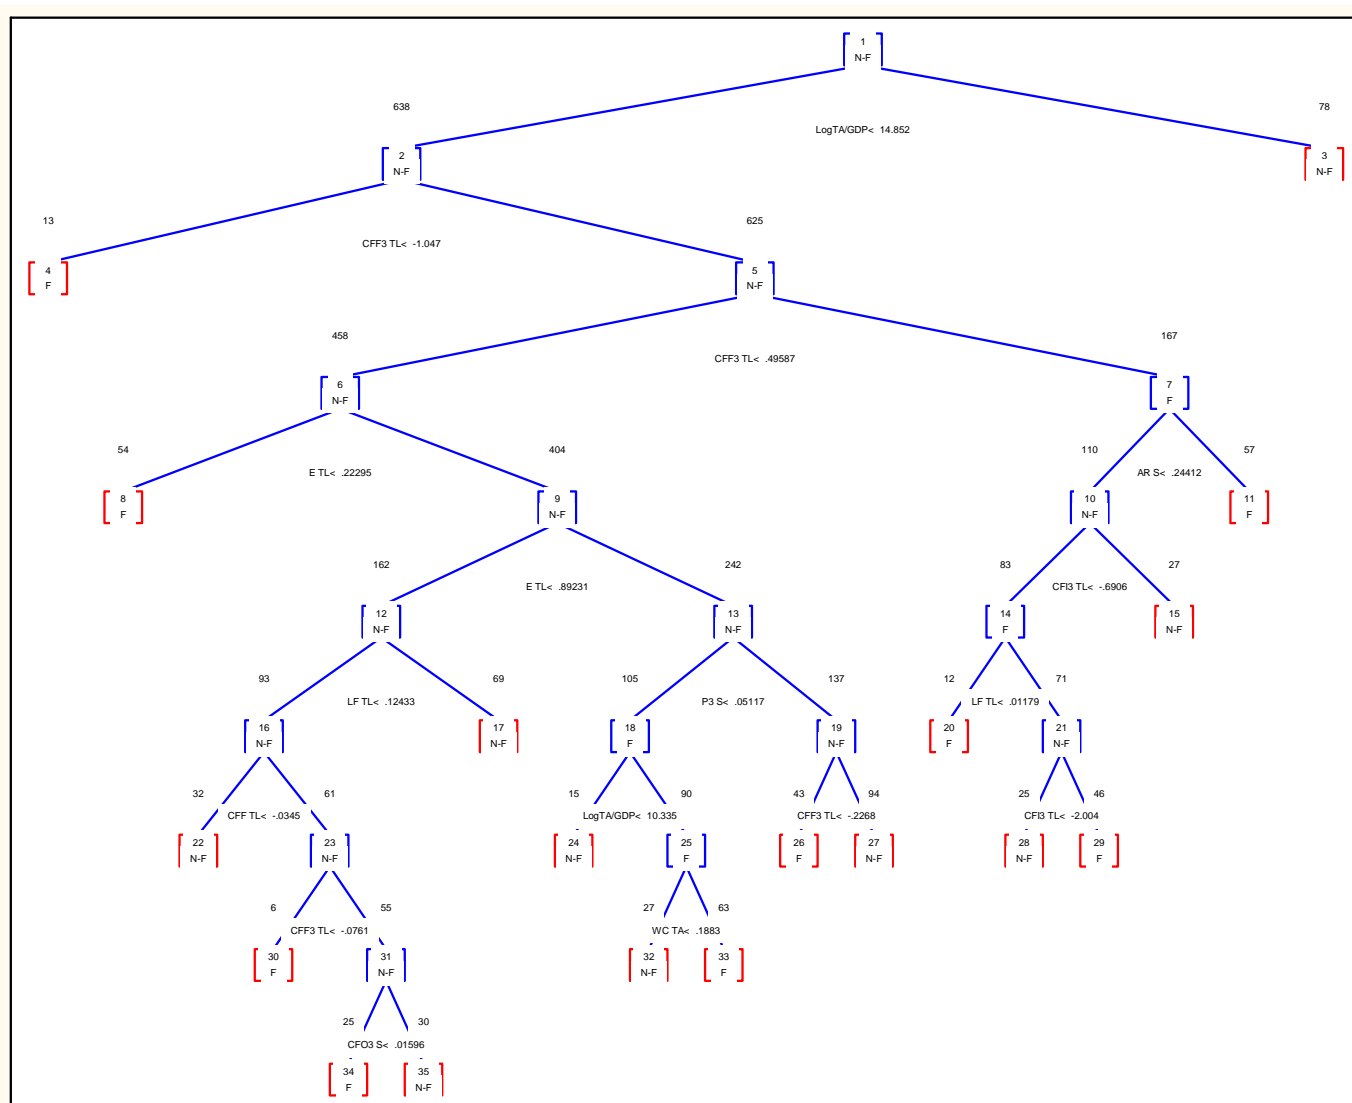 1
N-F
638
78
LogTA/GDP< 14.852
2
N-F
3
N-F
13
625
CFF3 TL< -1.047
4
F
5
N-F
458
167
CFF3 TL< .49587
6
N-F
7
F
54
404
110
57
E TL< .22295
AR S< .24412
8
F
9
N-F
10
N-F
11
F
162
242
83
27
E TL< .89231
CFI3 TL< -.6906
12
N-F
13
N-F
14
F
15
N-F
93
69
105
137
12
71
LF TL< .12433
P3 S< .05117
LF TL< .01179
16
N-F
17
N-F
18
F
19
N-F
20
F
21
N-F
32
61
15
90
43
94
25
46
CFF TL< -.0345
LogTA/GDP< 10.335
CFF3 TL< -.2268
CFI3 TL< -2.004
22
N-F
23
N-F
24
N-F
25
F
26
F
27
N-F
28
N-F
29
F
6
55
27
63
CFF3 TL< -.0761
WC TA< .1883
30
F
31
N-F
32
N-F
33
F
25
30
CFO3 S< .01596
34
F
35
N-F